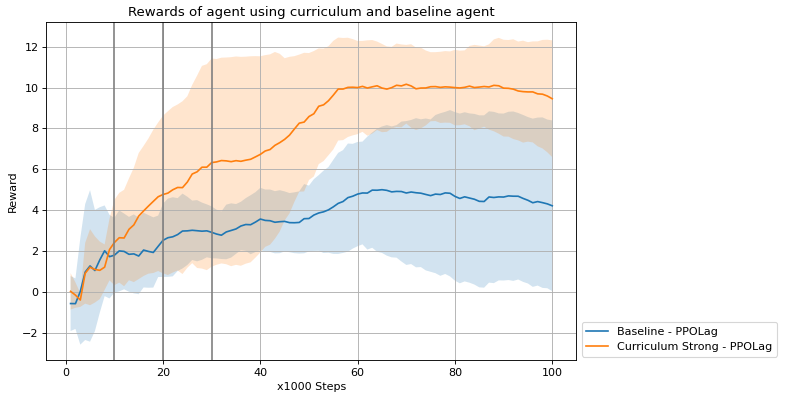 Rewards of agent using curriculum and baseline agent
12
10
8
6
4
2
0
−2
Reward
0
20
40
60
80
100
x1000 Steps
Baseline - PPOLag
Curriculum Strong - PPOLag